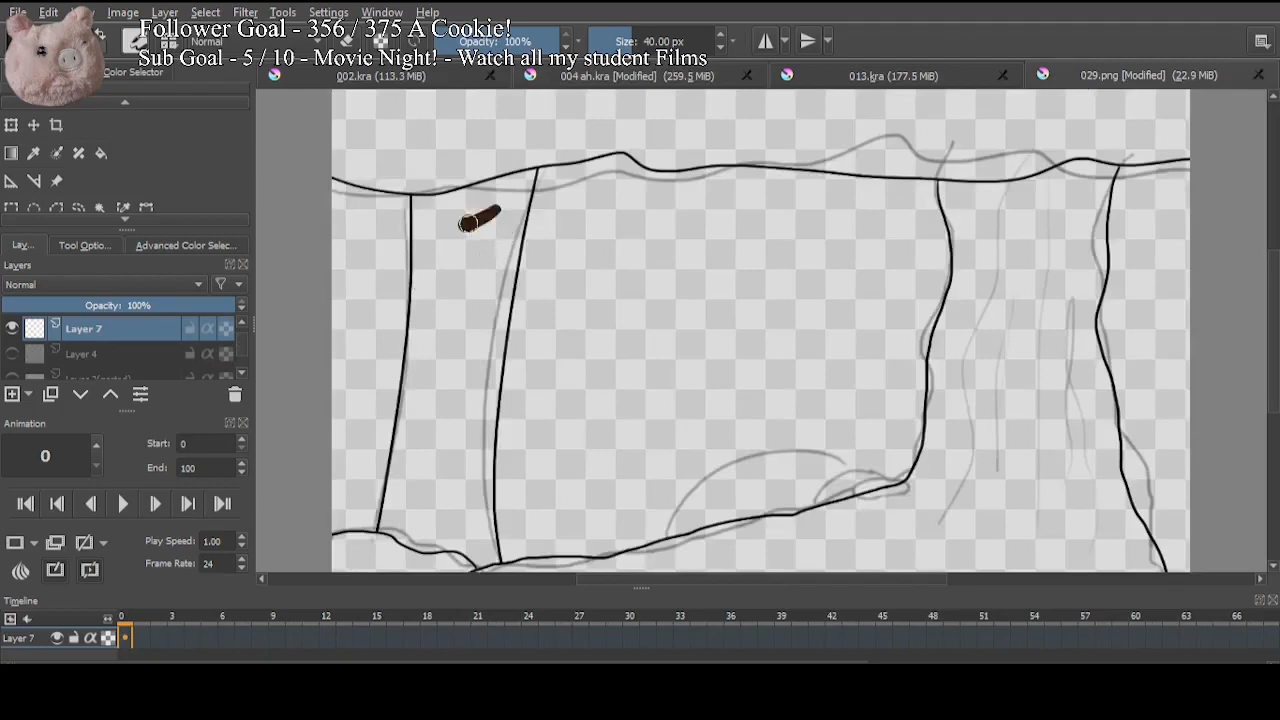 File Edit Image Layer Select Filter Tools Settings Window Help
Follower Goal - 356 / 375 A Cookie!
Normal Opacity: 100% Size: 40.00 px
Sub Goal - 5 / 10 - Movie Night! - Watch all my student Films
Color Selector
002.kra (113.3 MB) 004 ah.kra [Modified] (259.5 MiB) 013.kra (177.5 MiB) 029.png [Modified] (22.9 MiB)
Lay... Tool Optio... Advanced Color Selec...
Layers
Normal
Opacity: 100%
Layer 7
Layer 4
Animation
0
Start: 0
End: 100
Play Speed: 1.00
Frame Rate: 24
Timeline
0 3 6 9 12 15 18 21 24 27 30 33 36 39 42 45 48 51 54 57 60 63 66
Layer 7